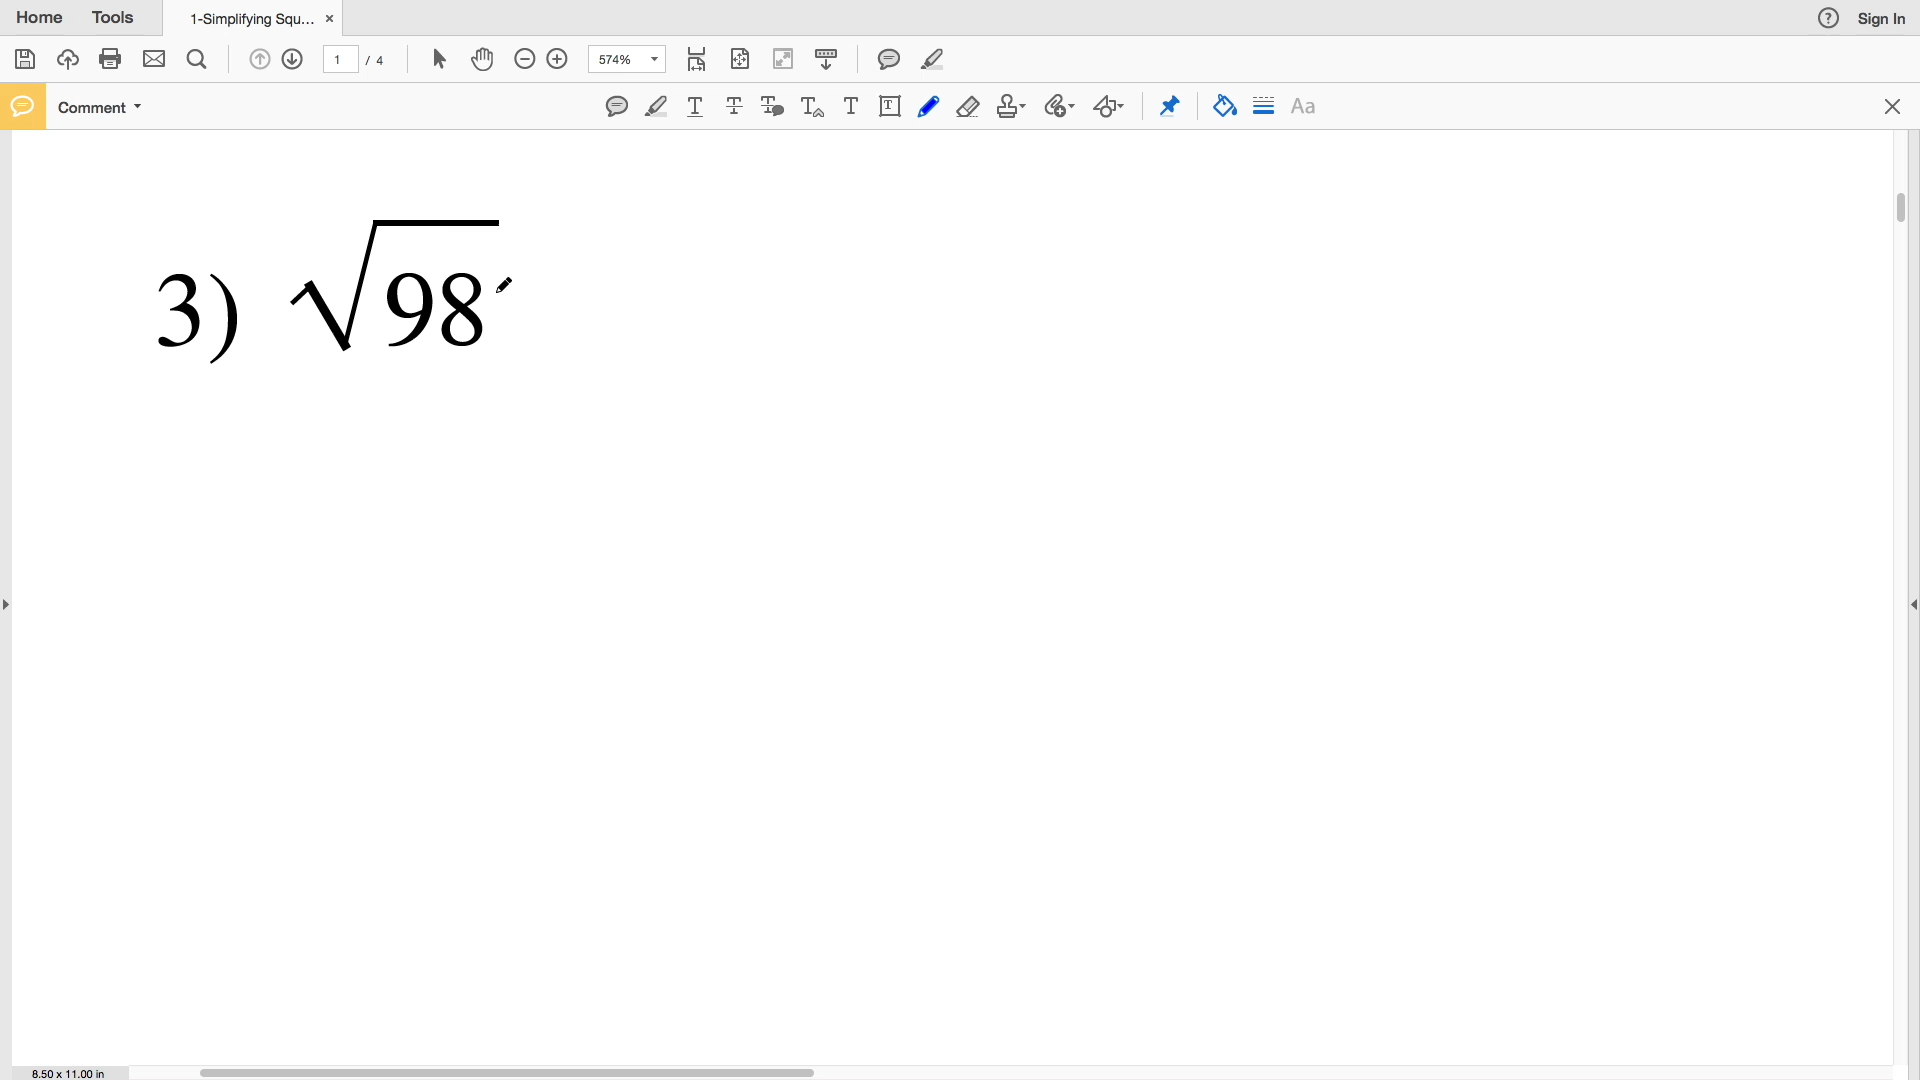 Home Tools 1-Simplifying Squ... × ? Sign In
1 / 4 574%
Comment Aa
3) √98
8.50 x 11.00 in